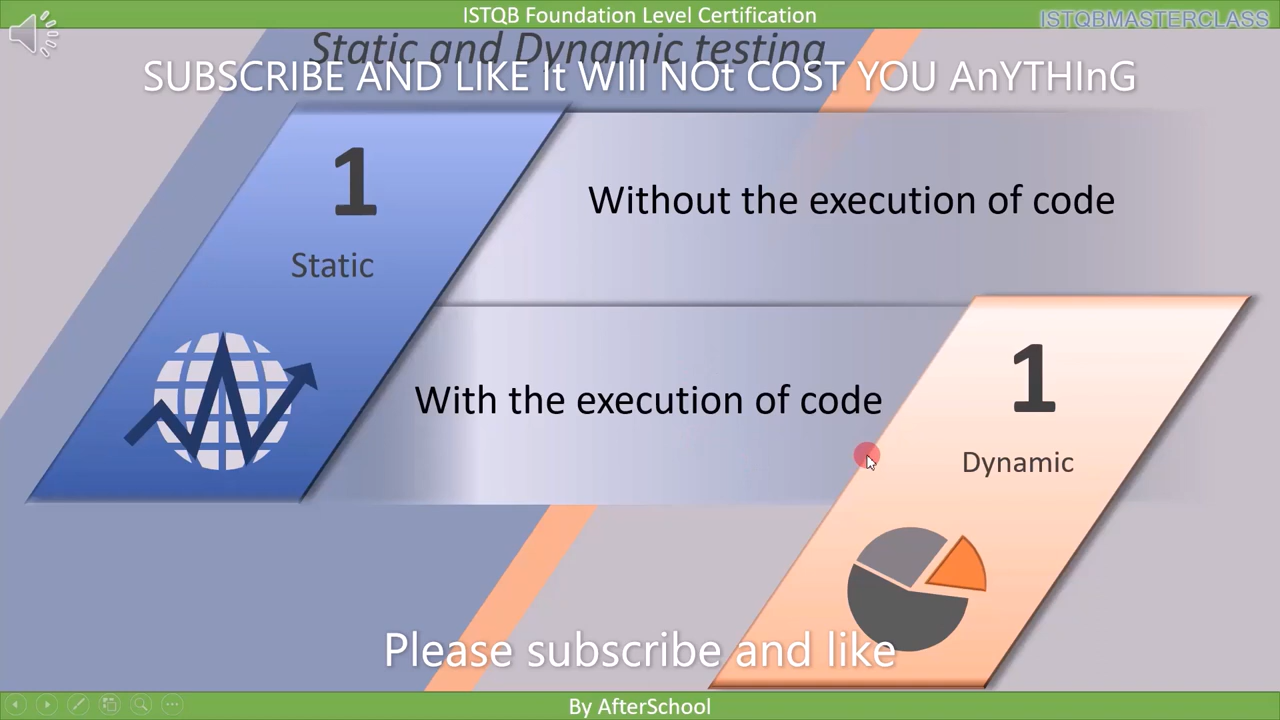 ISTQB Foundation Level Certification
ISTQBMASTERCLASS
Static and Dynamic testing
SUBSCRIBE AND LIKE It WIll NOt COST YOU AnYTHInG
1
Static
Without the execution of code
With the execution of code
1
Dynamic
Please subscribe and like
By AfterSchool